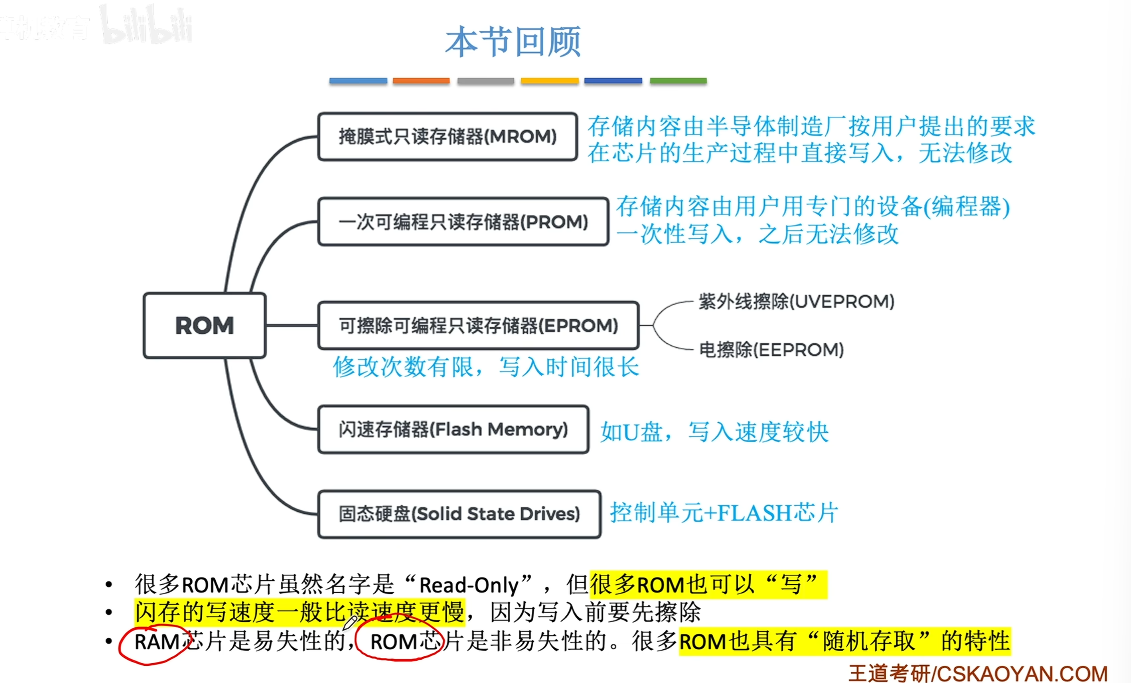 bilibili
本节回顾
掩膜式只读存储器(MROM)
存储内容由半导体制造厂按用户提出的要求
在芯片的生产过程中直接写入，无法修改
一次可编程只读存储器(PROM)
存储内容由用户用专门的设备(编程器)
一次性写入，之后无法修改
ROM
可擦除可编程只读存储器(EPROM)
紫外线擦除(UVEPROM)
电擦除(EEPROM)
修改次数有限，写入时间很长
闪速存储器(Flash Memory)
如U盘，写入速度较快
固态硬盘(Solid State Drives)
控制单元+FLASH芯片
• 很多ROM芯片虽然名字是“Read-Only”，但很多ROM也可以“写”
• 闪存的写速度一般比读速度更慢，因为写入前要先擦除
• RAM芯片是易失性的，ROM芯片是非易失性的。很多ROM也具有“随机存取”的特性
王道考研/CSKAOYAN.COM